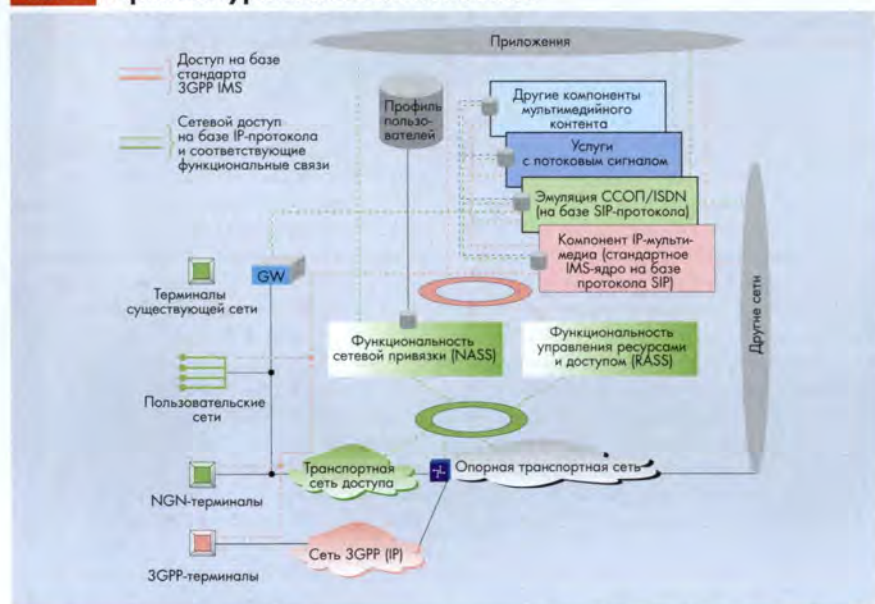 Приложения
Доступ на базе
стандарта
3GPP IMS
Сетевой доступ
на базе IP-протокола
и соответствующие
функциональные связи
Профиль
пользо-
вателей
Другие компоненты
мультимедийного
контента
Услуги
с потоковым сигналом
Эмуляция ССОП/ISDN
(на базе SIP-протокола)
Компонент IP-мульти-
медиа (стандартное
IMS-ядро на базе
протокола SIP)
GW
Терминалы
существующей сети
Функциональность
сетевой привязки (NASS)
Функциональность
управления ресурсами
и доступом (RASS)
Другие сети
Пользовательские
сети
Транспортная
сеть доступа
Опорная транспортная сеть
NGN-терминалы
Сеть 3GPP (IP)
3GPP-терминалы